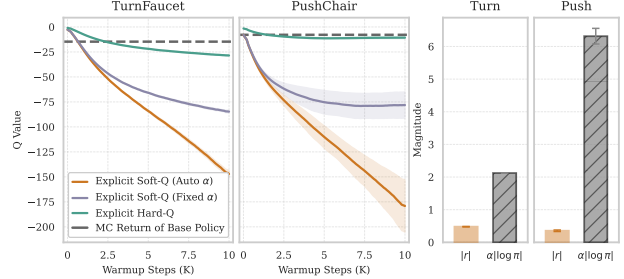 TurnFaucet
PushChair
Turn
Push
0
−25
−50
−75
−100
−125
−150
−175
−200
Q Value
Explicit Soft-Q (Auto α)
Explicit Soft-Q (Fixed α)
Explicit Hard-Q
MC Return of Base Policy
0 2.5 5.0 7.5 10
Warmup Steps (K)
0 2.5 5.0 7.5 10
Warmup Steps (K)
Magnitude
6
5
4
3
2
1
0
|r| α|log π|
|r| α|log π|